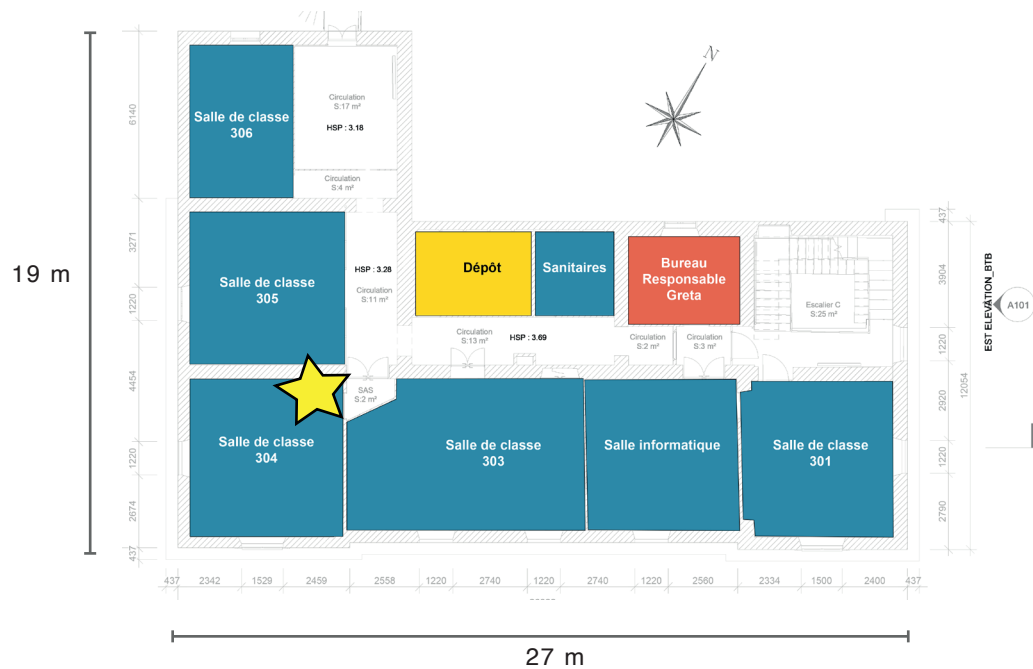 N
Salle de classe
306
Circulation
S:17 m²
HSP : 3.18
Circulation
S:4 m²
6140
3271
1220
4454
1220
2674
437
19 m
Salle de classe
305
HSP : 3.28
Circulation
S:11 m²
Dépôt
Sanitaires
Bureau
Responsable
Greta
Escalier C
S:25 m²
Circulation
S:13 m²
HSP : 3.69
Circulation
S:2 m²
Circulation
S:3 m²
SAS
S:2 m²
Salle de classe
304
Salle de classe
303
Salle informatique
Salle de classe
301
437
3904
1220
2920
1220
2790
12054
EST ELEVATION_BTB
A101
437
2342
1529
2459
2558
1220
2740
1220
2740
1220
2560
2334
1500
2400
437
27 m